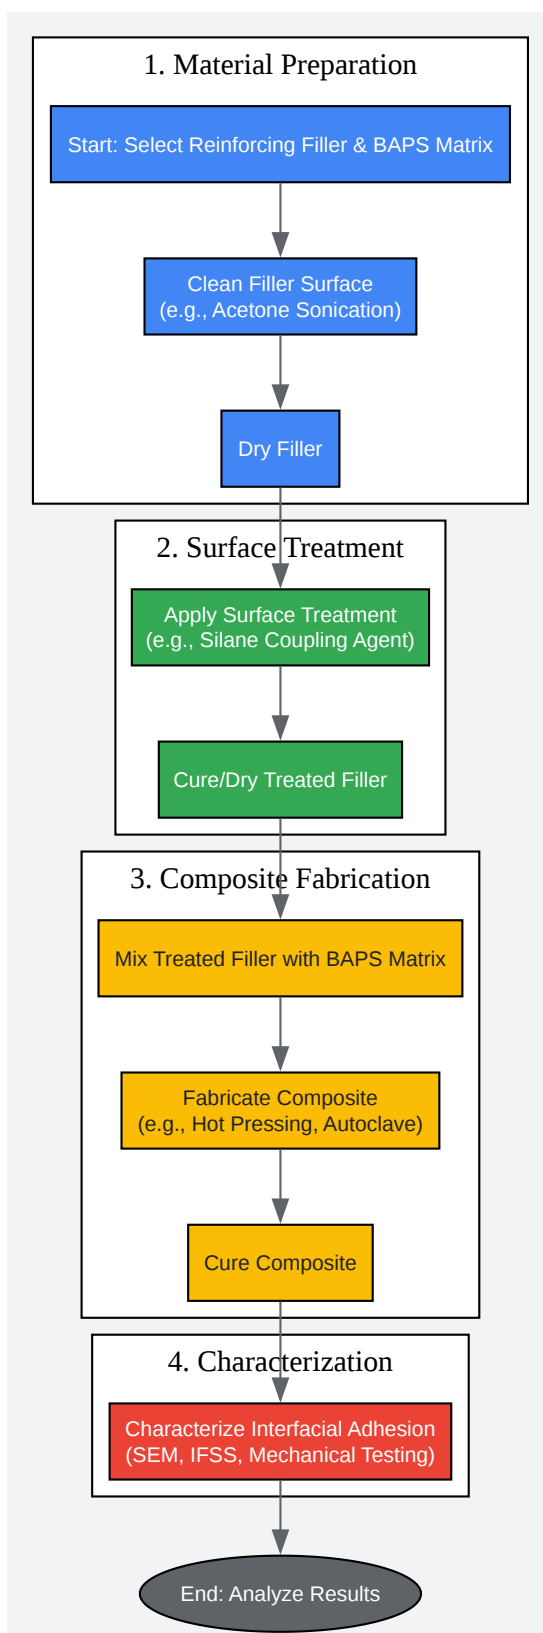 1. Material Preparation
Start: Select Reinforcing Filler & BAPS Matrix
Clean Filler Surface
(e.g., Acetone Sonication)
Dry Filler
2. Surface Treatment
Apply Surface Treatment
(e.g., Silane Coupling Agent)
Cure/Dry Treated Filler
3. Composite Fabrication
Mix Treated Filler with BAPS Matrix
Fabricate Composite
(e.g., Hot Pressing, Autoclave)
Cure Composite
4. Characterization
Characterize Interfacial Adhesion
(SEM, IFSS, Mechanical Testing)
End: Analyze Results